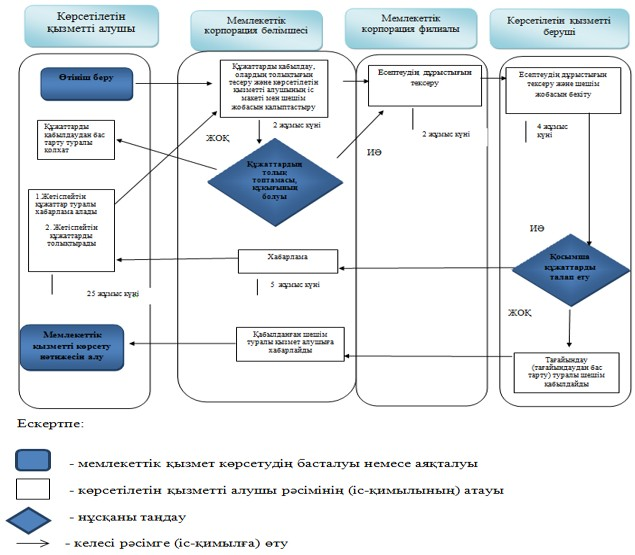 Көрсетілетін
қызметті алушы
Мемлекеттік
корпорация бөлімшесі
Мемлекеттік
корпорация филиалы
Көрсетілетін қызметті
беруші
Өтініш беру
Құжаттарды қабылдау,
олардың толықтығын
тесеру және көрсетілетін
қызметті алушының іс
макеті мен шешім
жобасын қалыптастыру
Есептеудің дұрыстығын
тексеру
Есептеудің дұрыстығын
тексеру және шешім
жобасын бекіту
2 жұмыс күні
2 жұмыс
күні
4 жұмыс
күні
Құжаттарды
қабылдаудан бас
тарту туралы
қолхат
ЖОҚ
Құжаттардың
толық
топтамасы,
құқығының
болуы
ИӘ
1.Жетіспейтін
құжаттар туралы
хабарлама алады
2. Жетіспейтін
құжаттарды
толықтырады
ИӘ
Хабарлама
Қосымша
құжаттарды
талап ету
25 жұмыс күні
5 жұмыс күні
ЖОҚ
Мемлекеттік
қызметті көрсету
нәтижесін алу
Қабылданған шешім
туралы қызмет алушыға
хабарлайды
Тағайындау
(тағайындаудан бас
тарту) туралы шешім
қабылдайды
Ескертпе:
- мемлекеттік қызмет көрсетудің басталуы немесе аяқталуы
- көрсетілетін қызметті алушы рәсімінің (іс-қимылының) атауы
- нұсқаны таңдау
- келесі рәсімге (іс-қимылға) өту